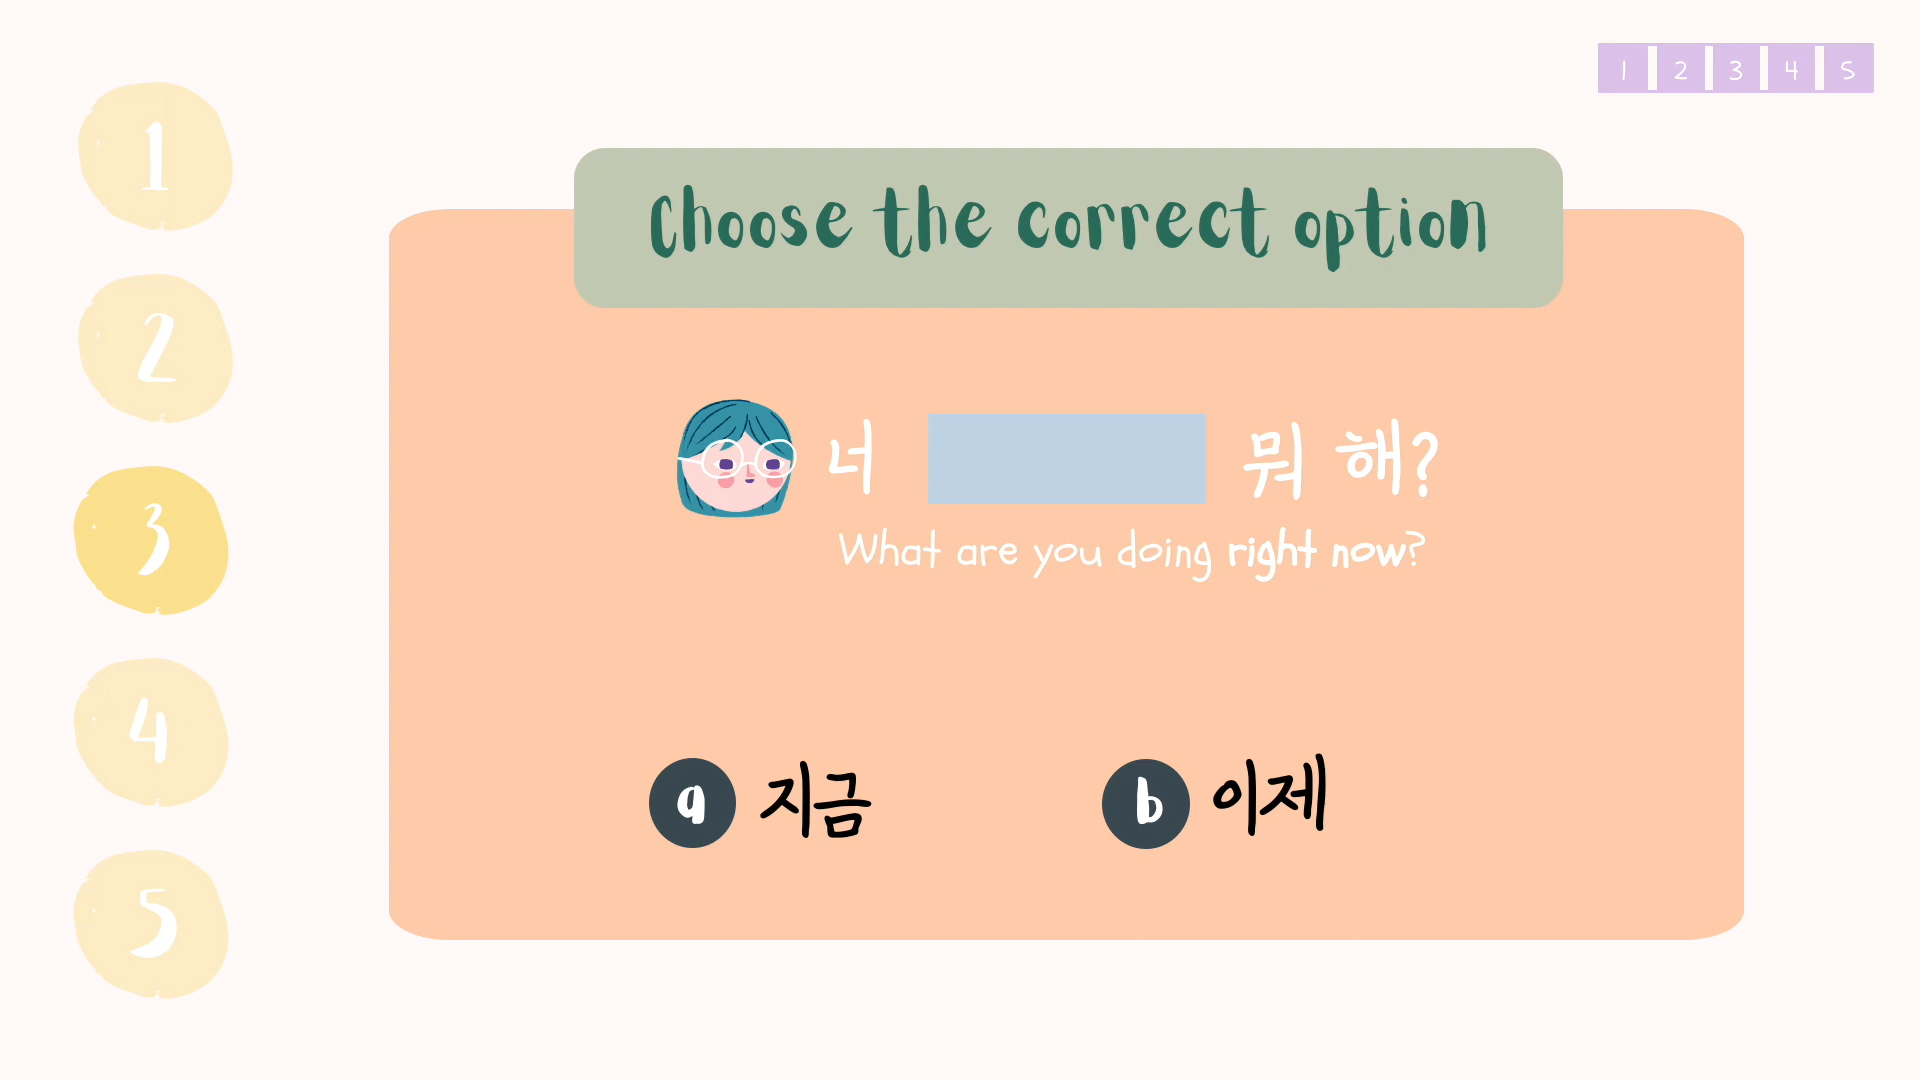 1 2 3 4 5
1
2
3
4
5
Choose the correct option
너 뭐 해?
What are you doing right now?
a 지금
b 이제